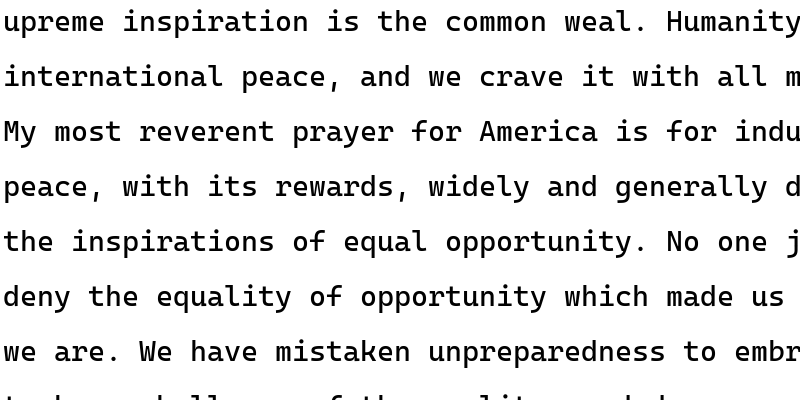 upreme inspiration is the common weal. Humanity
international peace, and we crave it with all m
My most reverent prayer for America is for indu
peace, with its rewards, widely and generally d
the inspirations of equal opportunity. No one j
deny the equality of opportunity which made us
we are. We have mistaken unpreparedness to embr